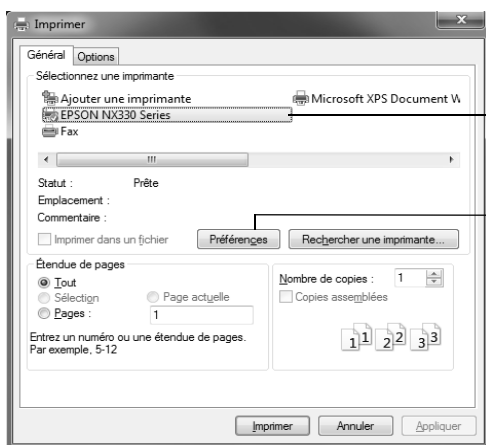 Imprimer
Général Options
Sélectionnez une imprimante
Ajouter une imprimante Microsoft XPS Document W
EPSON NX330 Series
Fax
Statut : Prête
Emplacement :
Commentaire :
Imprimer dans un fichier Préférences Rechercher une imprimante...
Étendue de pages
Tout
Sélection Page actuelle
Pages : 1
Entrez un numéro ou une étendue de pages.
Par exemple, 5-12
Nombre de copies : 1
Copies assemblées
1 1 2 2 3 3
Imprimer Annuler Appliquer